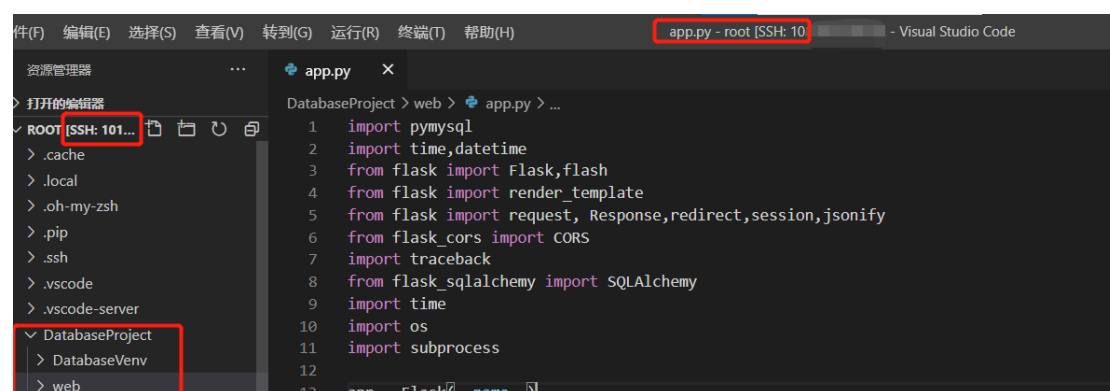 件(F) 编辑(E) 选择(S) 查看(V) 转到(G) 运行(R) 终端(T) 帮助(H) app.py - root [SSH: 10 - Visual Studio Code
资源管理器 ...
打开的编辑器
ROOT [SSH: 101...
.cache
.local
.oh-my-zsh
.pip
.ssh
.vscode
.vscode-server
DatabaseProject
DatabaseVenv
web
app.py ×
DatabaseProject > web > app.py > ...
1 import pymysql
2 import time,datetime
3 from flask import Flask,flash
4 from flask import render_template
5 from flask import request, Response,redirect,session,jsonify
6 from flask_cors import CORS
7 import traceback
8 from flask_sqlalchemy import SQLAlchemy
9 import time
10 import os
11 import subprocess
12
13 app = Flask(__name__)